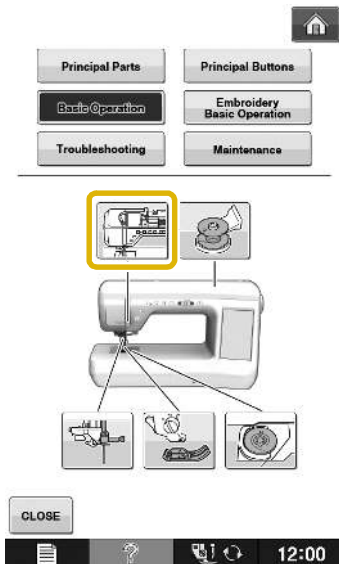 Principal Parts
Principal Buttons
Basic Operation
Embroidery
Basic Operation
Troubleshooting
Maintenance
CLOSE
12:00